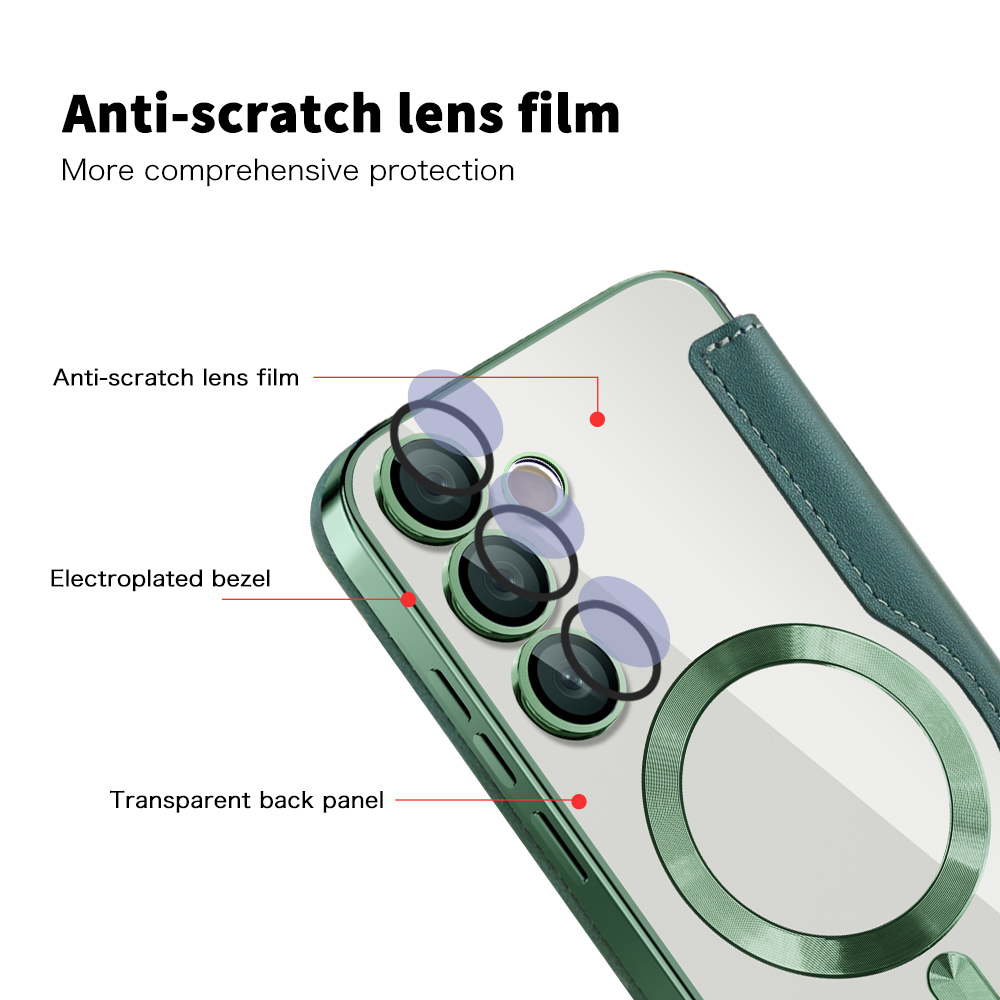 Anti-scratch lens film
More comprehensive protection
Anti-scratch lens film
Electroplated bezel
Transparent back panel